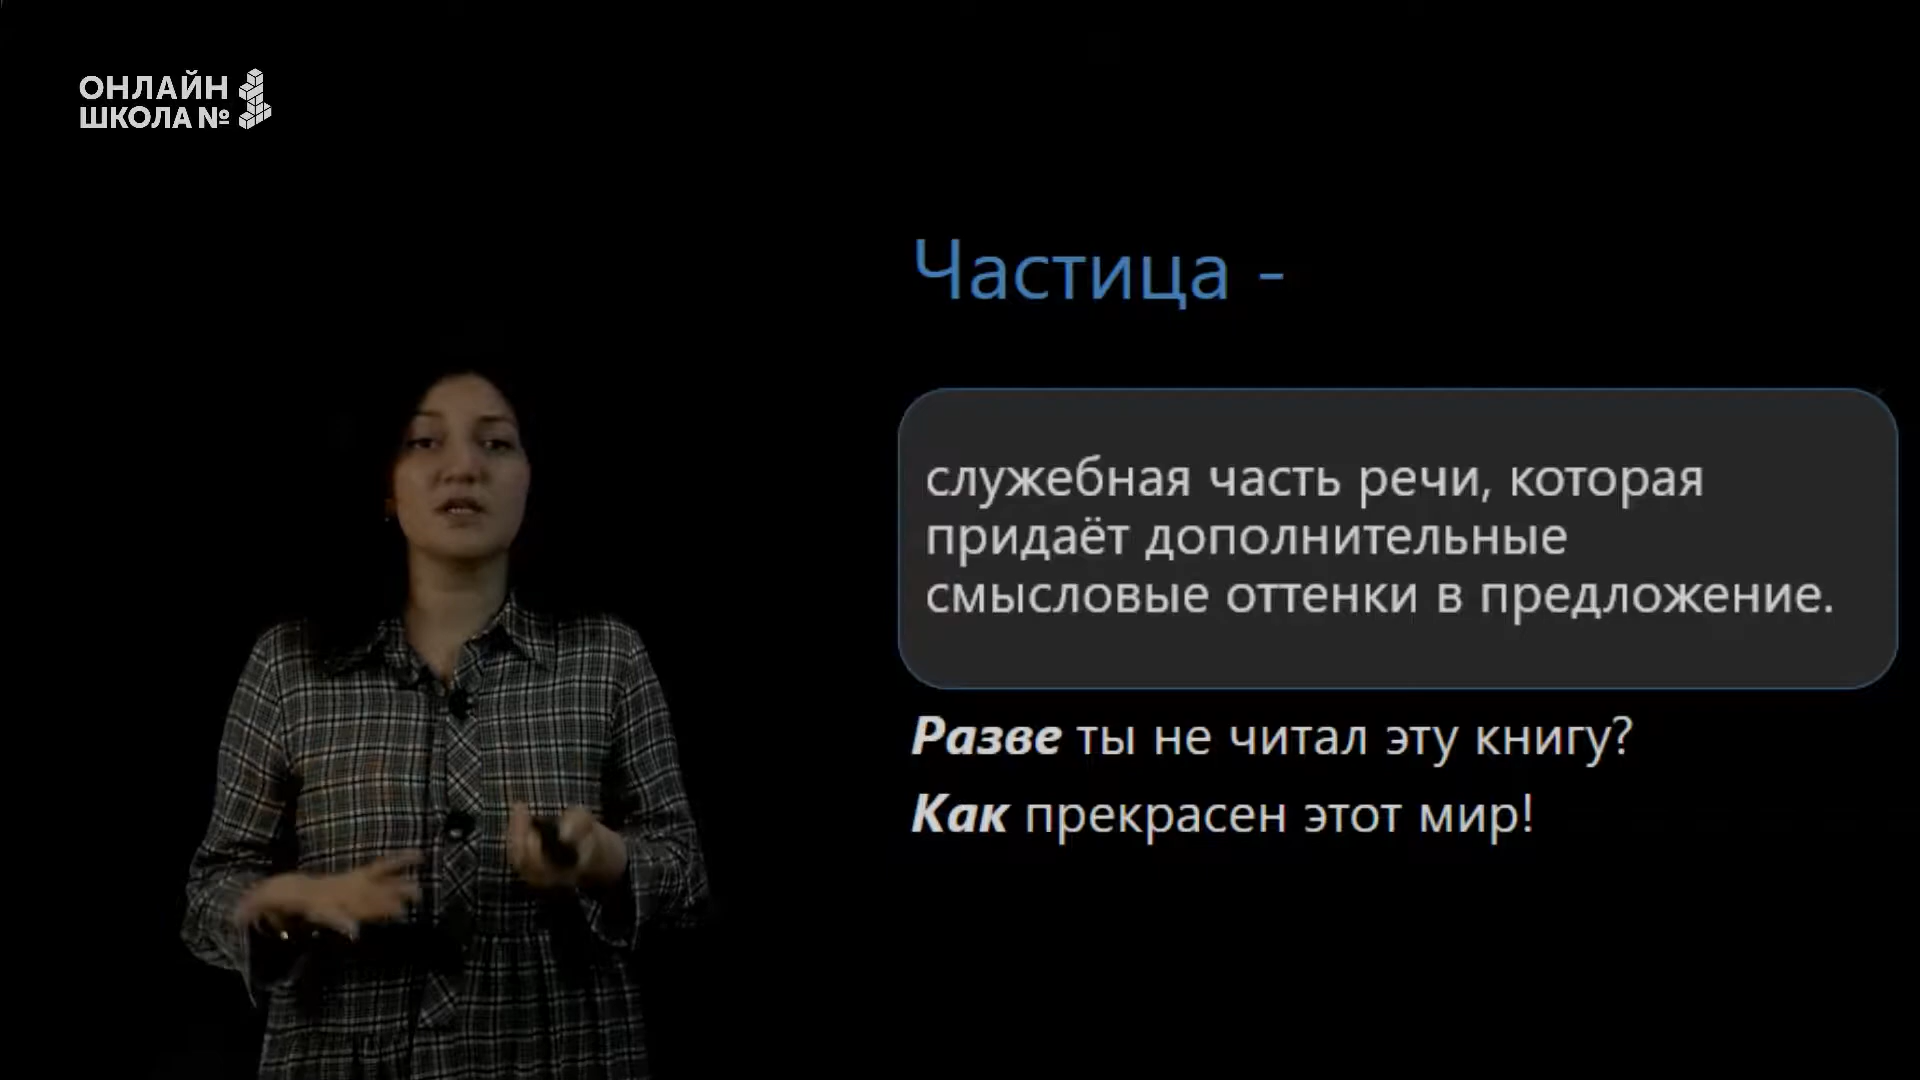 ОНЛАЙН
ШКОЛА №1
Частица -
служебная часть речи, которая
придаёт дополнительные
смысловые оттенки в предложение.
Разве ты не читал эту книгу?
Как прекрасен этот мир!